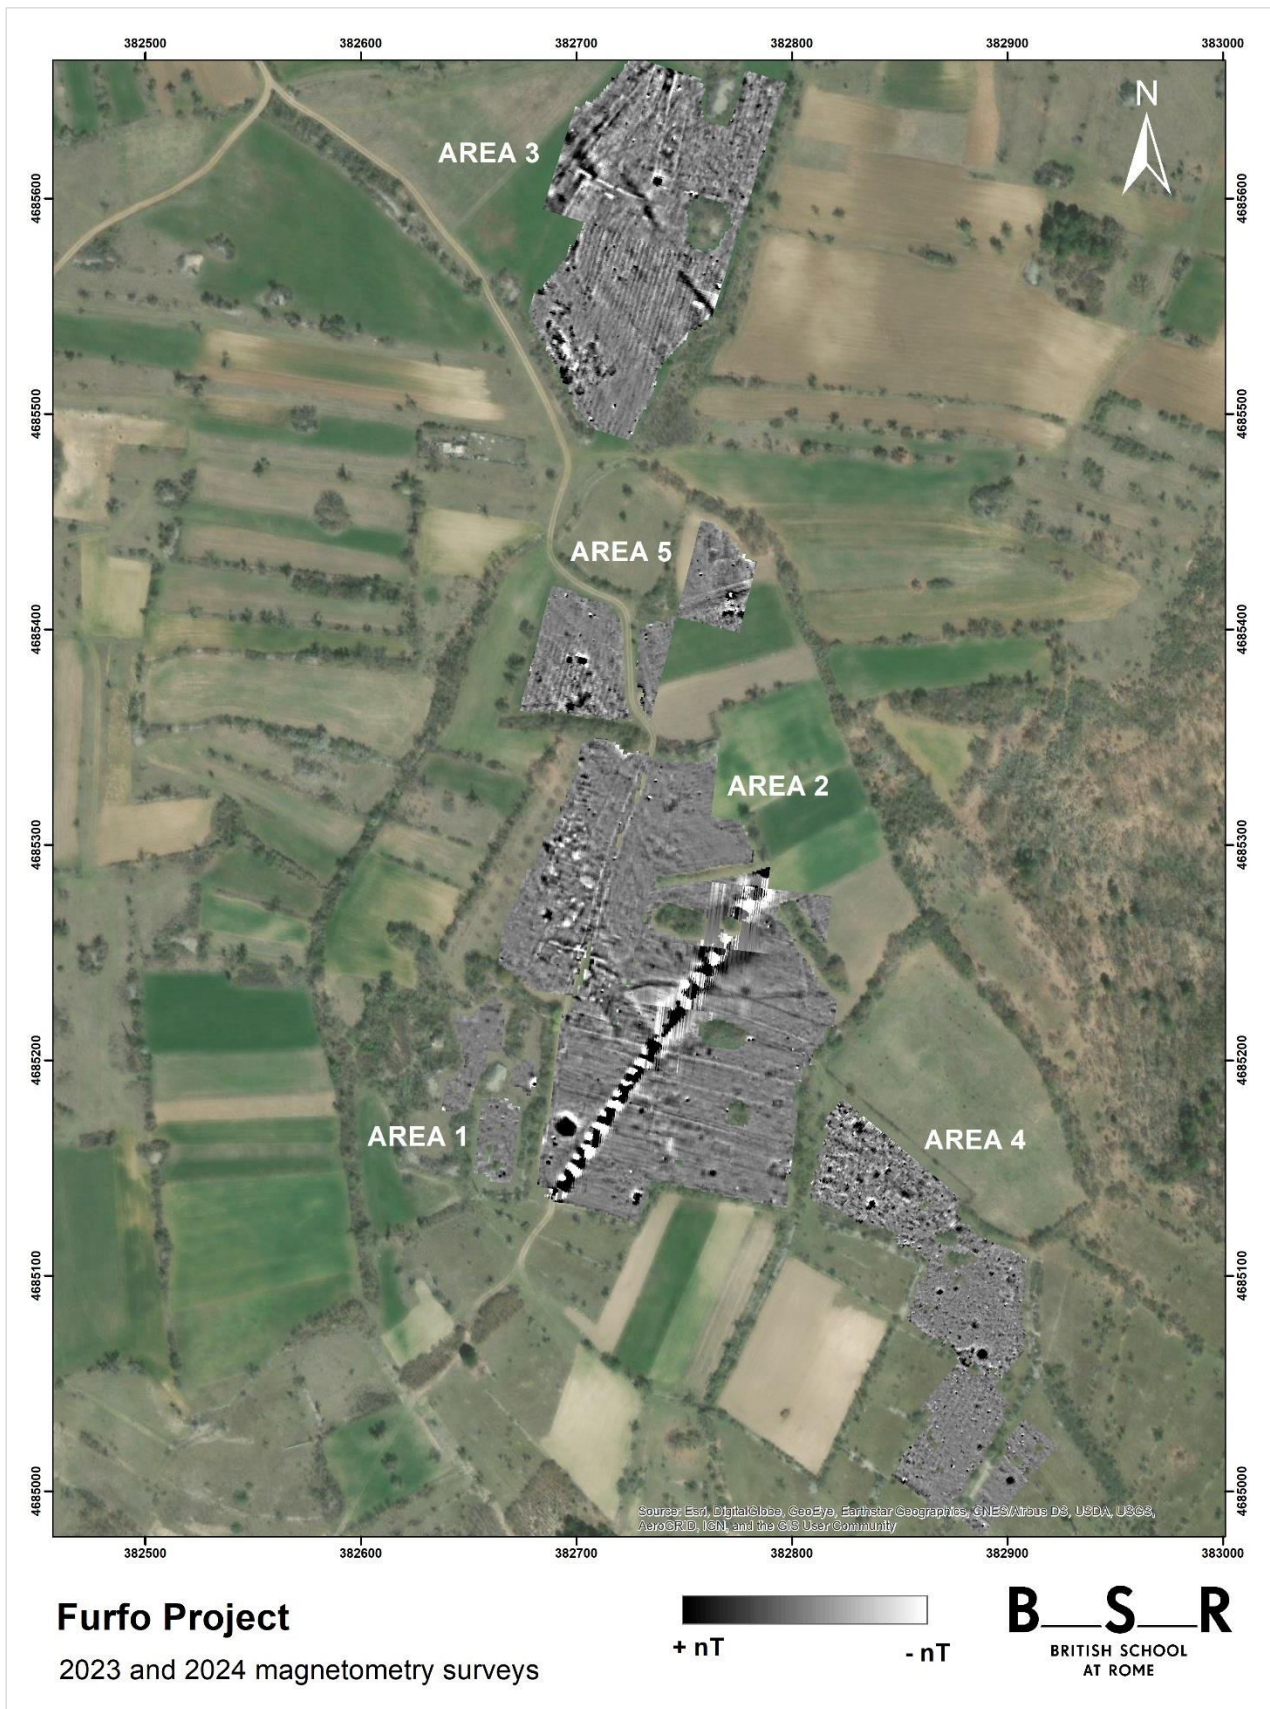 382500 382600 382700 382800 382900 383000
N
AREA 3
4685600 4685600
4685500 4685500
AREA 5
4685400 4685400
AREA 2
4685300 4685300
4685200 4685200
AREA 1
AREA 4
4685100 4685100
4685000 4685000
Source: Esri, DigitalGlobe, GeoEye, Earthstar Geographics, CNES/Airbus DS, USDA, USGS,
AeroGRID, IGN, and the GIS User Community
382500 382600 382700 382800 382900 383000
Furfo Project
2023 and 2024 magnetometry surveys
+ nT - nT
B__S__R
BRITISH SCHOOL
AT ROME